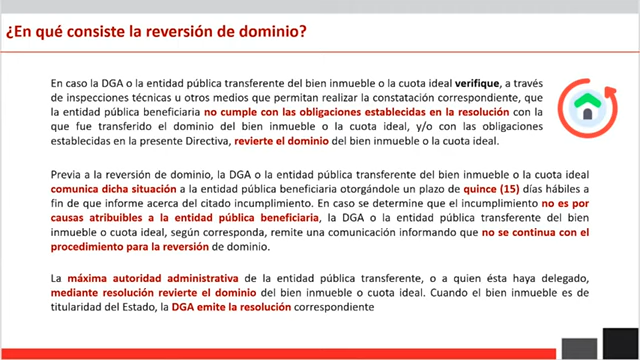 ¿En qué consiste la reversión de dominio?
En caso la DGA o la entidad pública transferente del bien inmueble o la cuota ideal verifique, a través
de inspecciones técnicas u otros medios que permitan realizar la constatación correspondiente, que
la entidad pública beneficiaria no cumple con las obligaciones establecidas en la resolución con la
que fue transferido el dominio del bien inmueble o la cuota ideal, y/o con las obligaciones
establecidas en la presente Directiva, revierte el dominio del bien inmueble o la cuota ideal.
Previa a la reversión de dominio, la DGA o la entidad pública transferente del bien inmueble o la cuota ideal
comunica dicha situación a la entidad pública beneficiaria otorgándole un plazo de quince (15) días hábiles a
fin de que informe acerca del citado incumplimiento. En caso se determine que el incumplimiento no es por
causas atribuibles a la entidad pública beneficiaria, la DGA o la entidad pública transferente del bien
inmueble o cuota ideal, según corresponda, remite una comunicación informando que no se continua con el
procedimiento para la reversión de dominio.
La máxima autoridad administrativa de la entidad pública transferente, o a quien ésta haya delegado,
mediante resolución revierte el dominio del bien inmueble o cuota ideal. Cuando el bien inmueble es de
titularidad del Estado, la DGA emite la resolución correspondiente